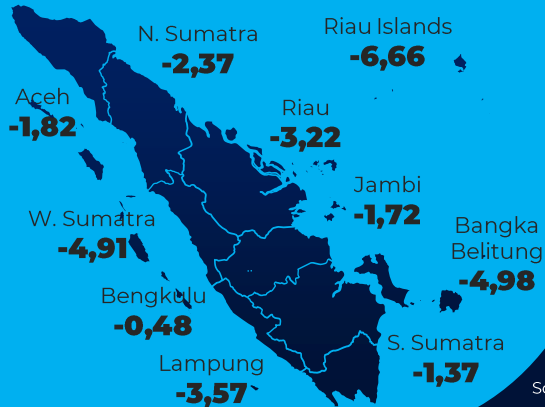 N. Sumatra
-2,37
Riau Islands
-6,66
Aceh
-1,82
Riau
-3,22
Jambi
-1,72
W. Sumatra
-4,91
Bangka
Belitung
-4,98
Bengkulu
-0,48
S. Sumatra
-1,37
Lampung
-3,57